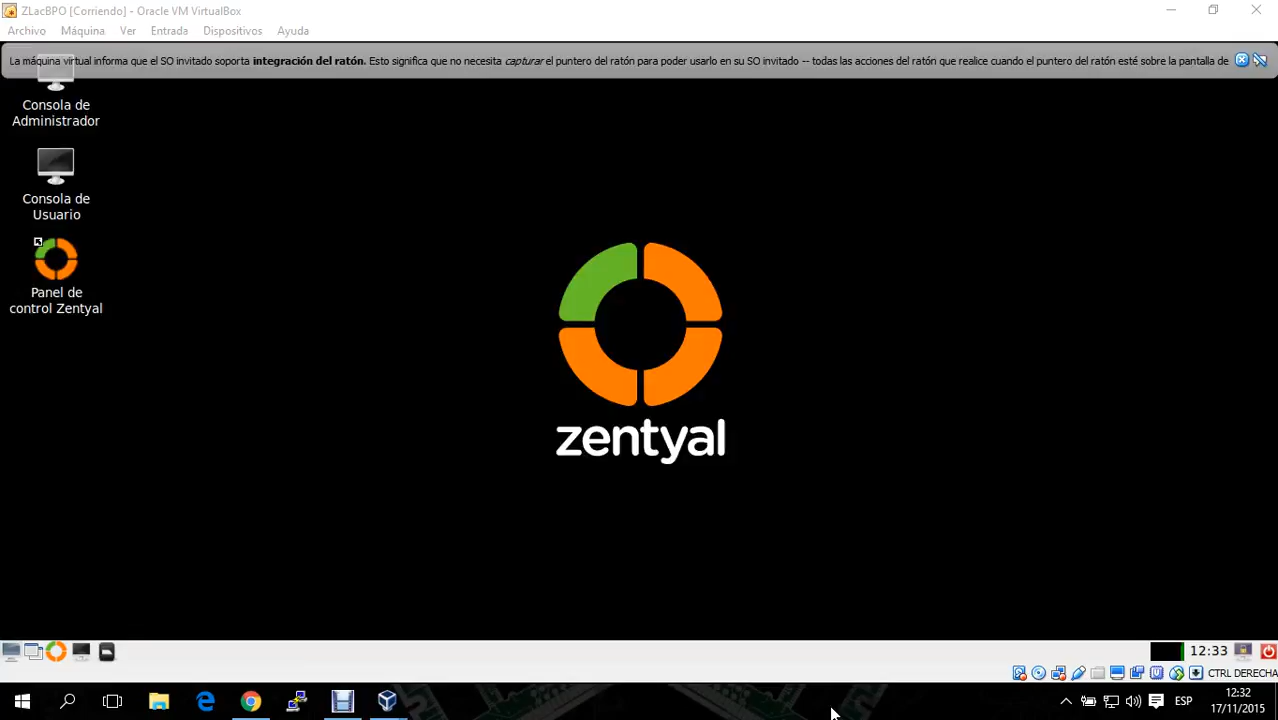 ZLacBPO [Corriendo] - Oracle VM VirtualBox
Archivo Máquina Ver Entrada Dispositivos Ayuda
La máquina virtual informa que el SO invitado soporta integración del ratón. Esto significa que no necesita capturar el puntero del ratón para poder usarlo en su SO invitado -- todas las acciones del ratón que realice cuando el puntero del ratón esté sobre la pantalla de
Consola de
Administrador
Consola de
Usuario
Panel de
control Zentyal
zentyal
12:33
CTRL DERECHA
ESP
12:32
17/11/2015